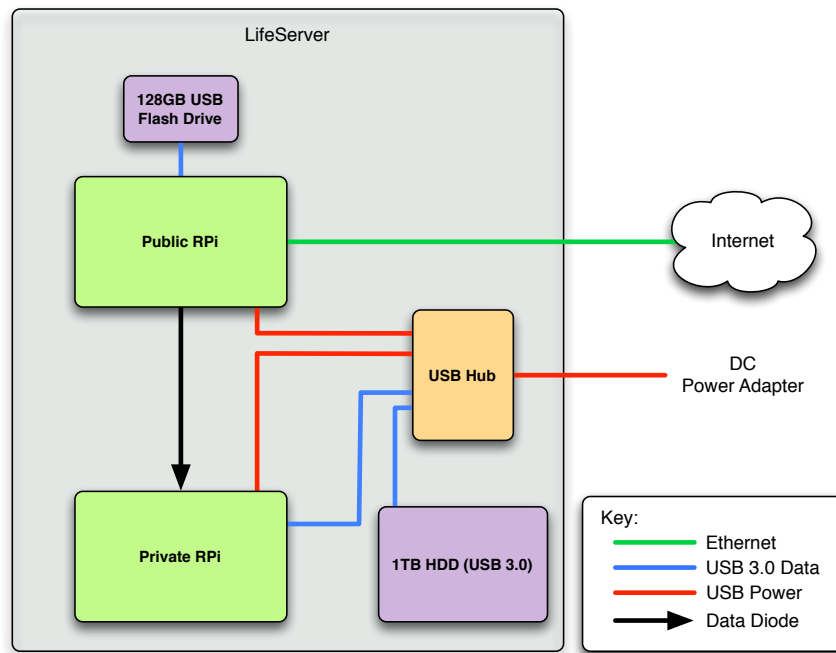 LifeServer
128GB USB
Flash Drive
Public RPi
Internet
USB Hub
DC
Power Adapter
Private RPi
1TB HDD (USB 3.0)
Key:
Ethernet
USB 3.0 Data
USB Power
Data Diode